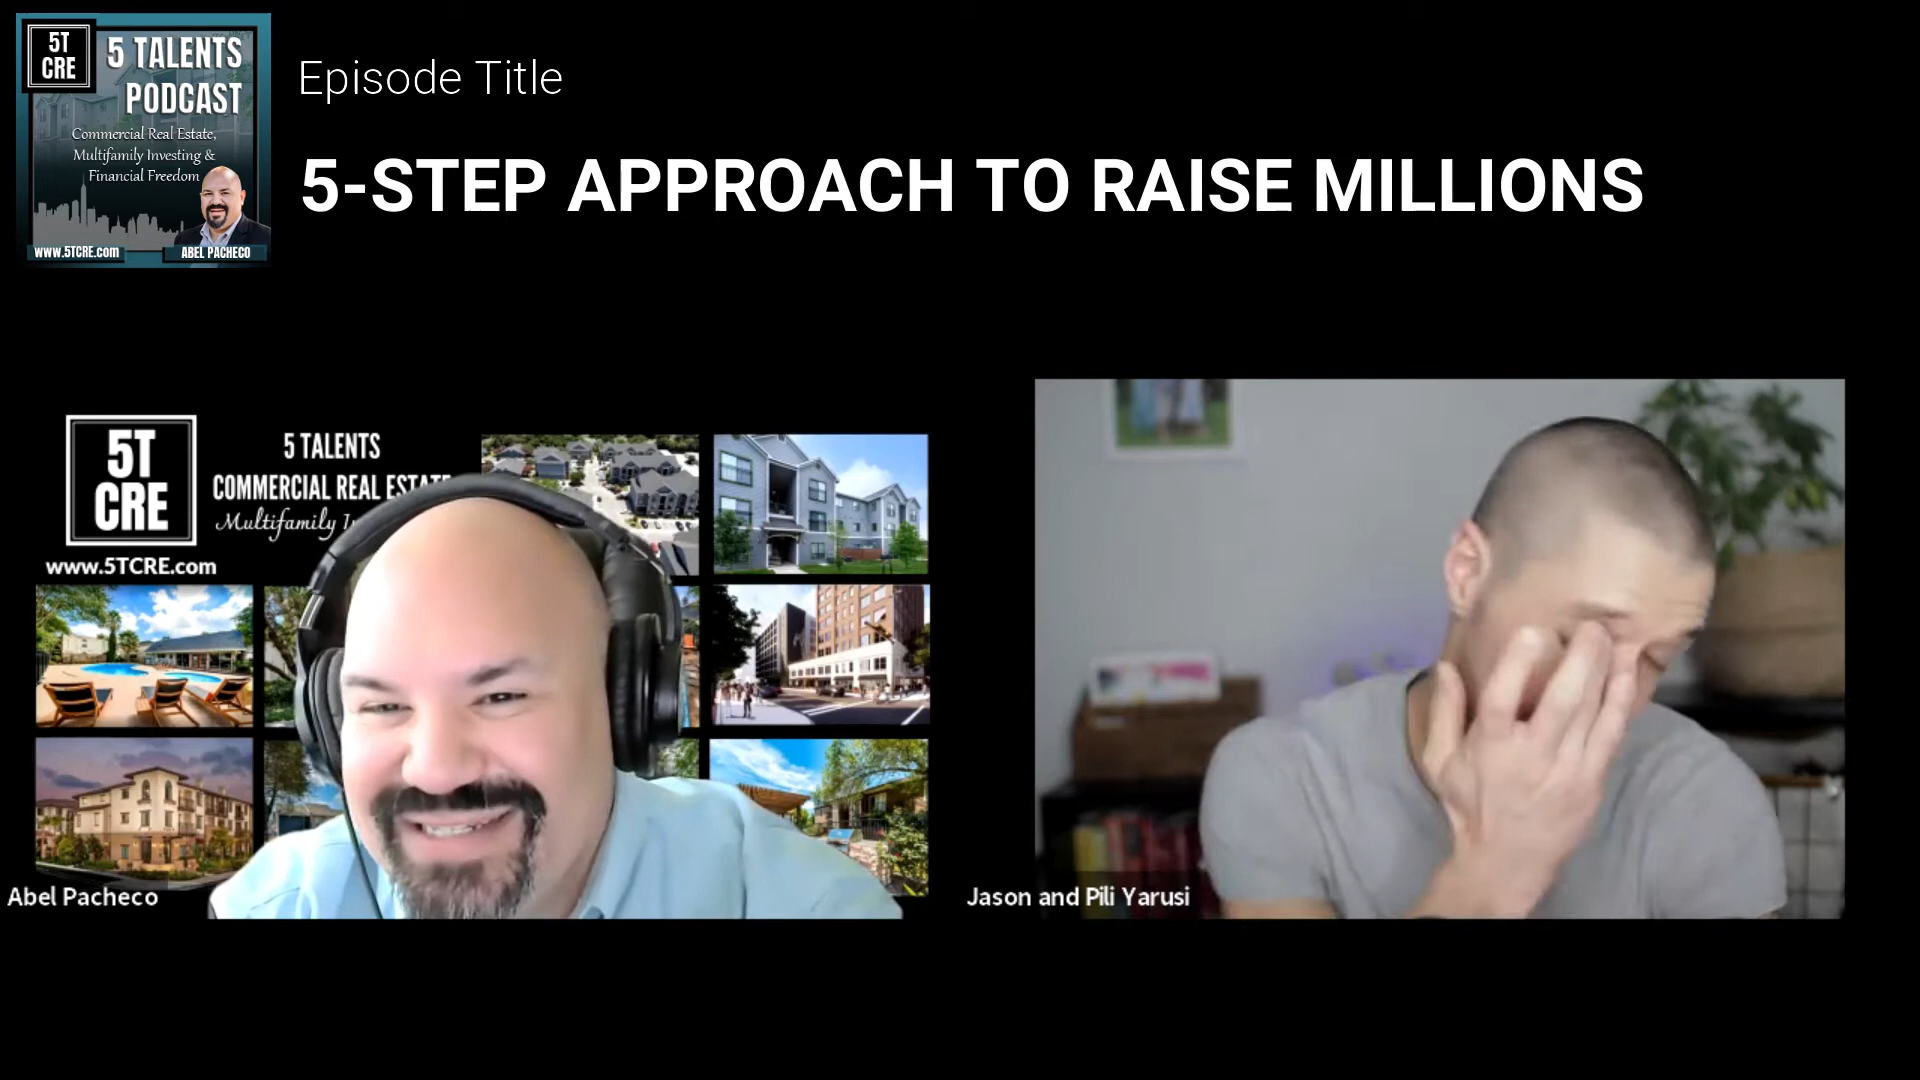 5T
CRE
5 TALENTS
PODCAST
Commercial Real Estate,
Multifamily Investing &
Financial Freedom
www.5TCRE.com
ABEL PACHECO
Episode Title
5-STEP APPROACH TO RAISE MILLIONS
5T
CRE
5 TALENTS
COMMERCIAL REAL ESTATE
Multifamily
www.5TCRE.com
Abel Pacheco
Jason and Pili Yarusi